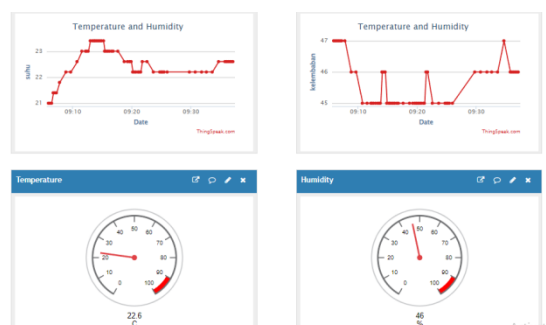 Temperature and Humidity
suhu
23
22
21
09:10 09:20 09:30
Date
ThingSpeak.com
Temperature and Humidity
kelembaban
47
46
45
09:10 09:20 09:30
Date
ThingSpeak.com
Temperature
0 10 20 30 40 50 60 70 80 90 100
22.6
C
Humidity
0 10 20 30 40 50 60 70 80 90 100
46
%